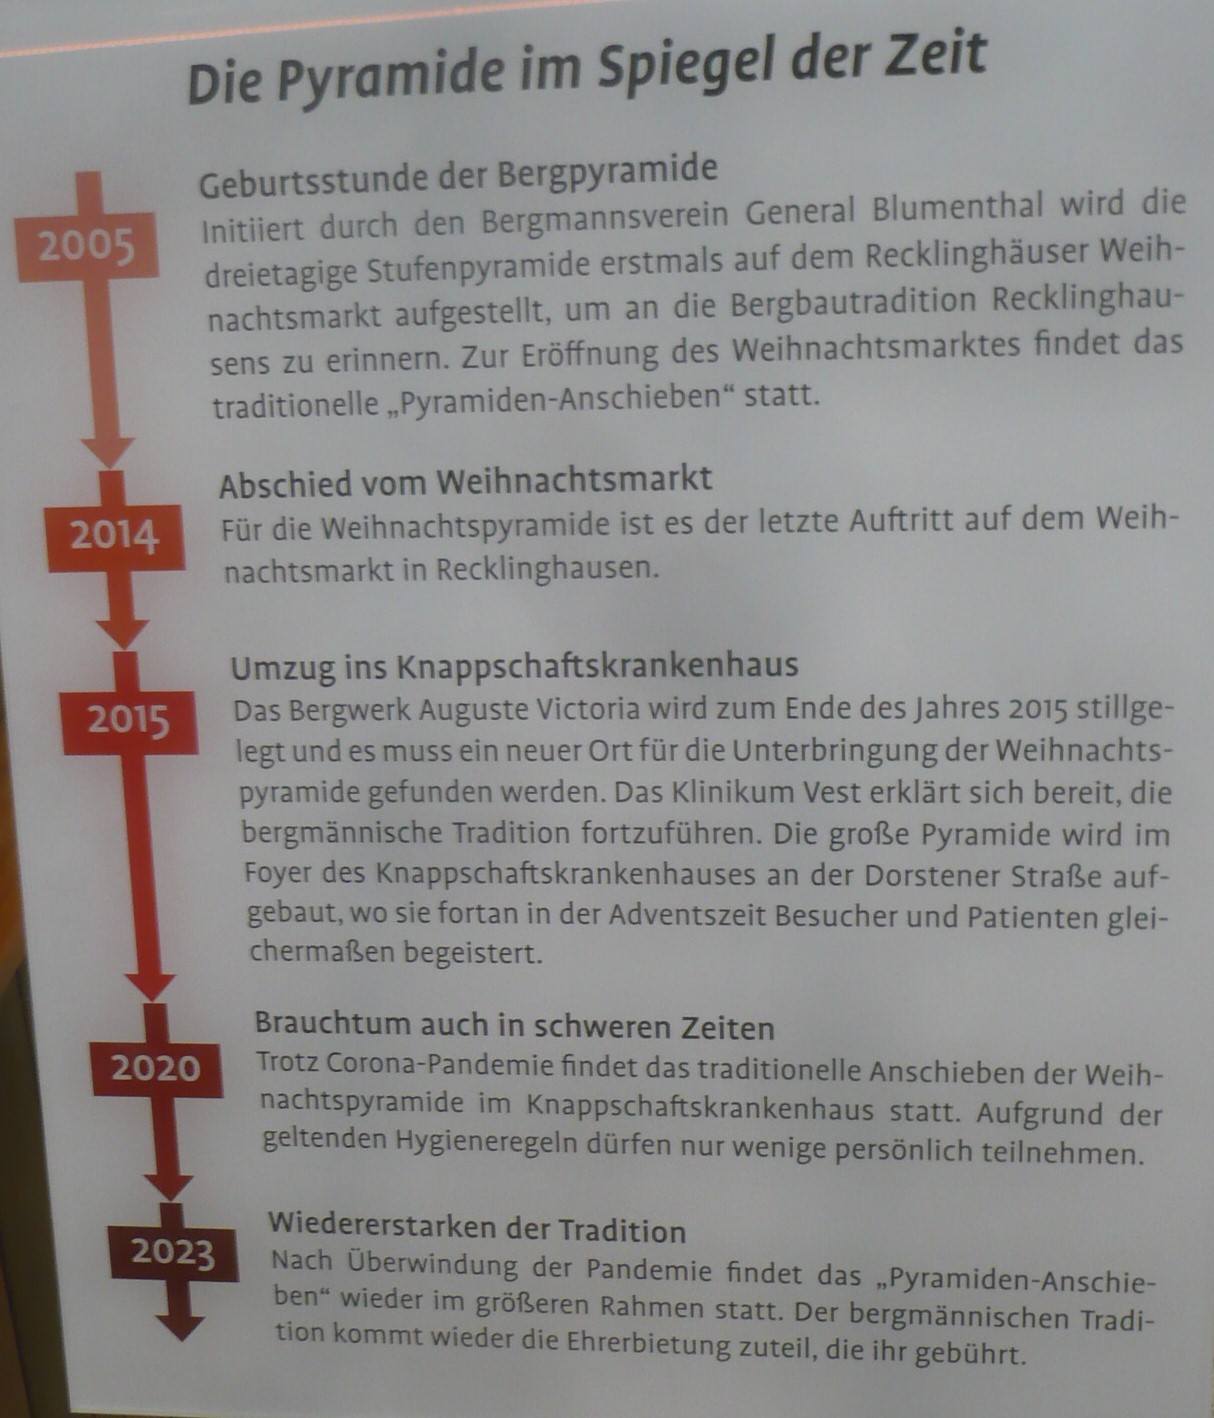 Die Pyramide im Spiegel der Zeit
2005
Geburtsstunde der Bergpyramide
Initiiert durch den Bergmannsverein General Blumenthal wird die
dreietagige Stufenpyramide erstmals auf dem Recklinghäuser Weih-
nachtsmarkt aufgestellt, um an die Bergbautradition Recklinghau-
sens zu erinnern. Zur Eröffnung des Weihnachtsmarktes findet das
traditionelle „Pyramiden-Anschieben“ statt.
2014
Abschied vom Weihnachtsmarkt
Für die Weihnachtspyramide ist es der letzte Auftritt auf dem Weih-
nachtsmarkt in Recklinghausen.
2015
Umzug ins Knappschaftskrankenhaus
Das Bergwerk Auguste Victoria wird zum Ende des Jahres 2015 stillge-
legt und es muss ein neuer Ort für die Unterbringung der Weihnachts-
pyramide gefunden werden. Das Klinikum Vest erklärt sich bereit, die
bergmännische Tradition fortzuführen. Die große Pyramide wird im
Foyer des Knappschaftskrankenhauses an der Dorstener Straße auf-
gebaut, wo sie fortan in der Adventszeit Besucher und Patienten glei-
chermaßen begeistert.
2020
Brauchtum auch in schweren Zeiten
Trotz Corona-Pandemie findet das traditionelle Anschieben der Weih-
nachtspyramide im Knappschaftskrankenhaus statt. Aufgrund der
geltenden Hygieneregeln dürfen nur wenige persönlich teilnehmen.
2023
Wiedererstarken der Tradition
Nach Überwindung der Pandemie findet das „Pyramiden-Anschie-
ben“ wieder im größeren Rahmen statt. Der bergmännischen Tradi-
tion kommt wieder die Ehrerbietung zuteil, die ihr gebührt.